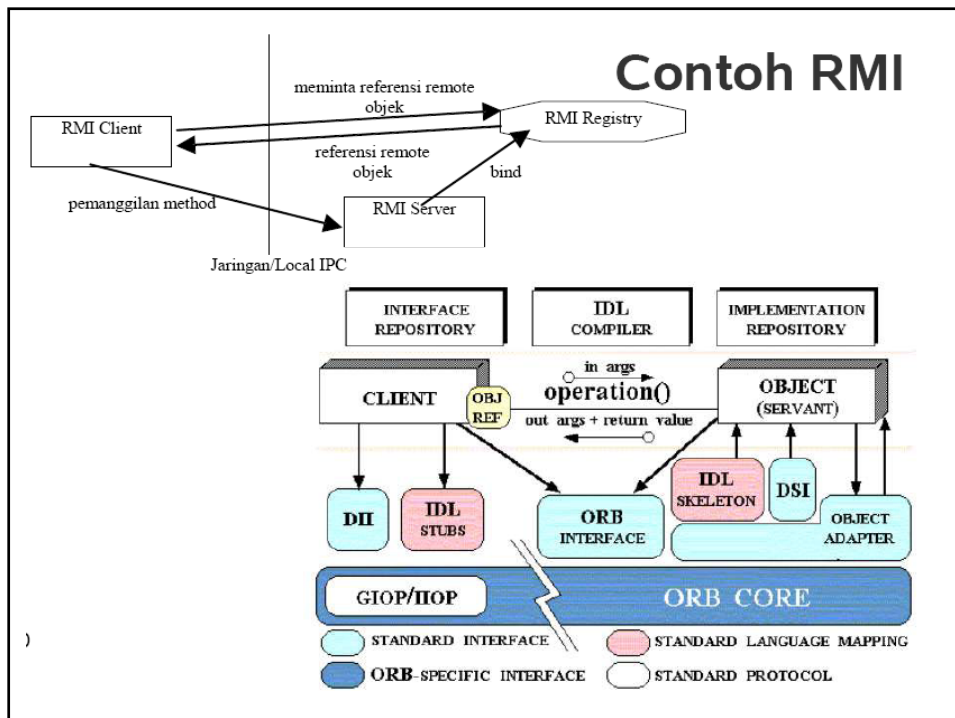 Contoh RMI
meminta referensi remote
objek
RMI Client
RMI Registry
referensi remote
objek
bind
pemanggilan method
RMI Server
Jaringan/Local IPC
INTERFACE
REPOSITORY
IDL
COMPILER
IMPLEMENTATION
REPOSITORY
in args
operation()
out args + return value
CLIENT
OBJ
REF
OBJECT
(SERVANT)
DII
IDL
STUBS
ORB
INTERFACE
IDL
SKELETON
DSI
OBJECT
ADAPTER
GIOP/IIOP
ORB CORE
STANDARD INTERFACE
STANDARD LANGUAGE MAPPING
ORB-SPECIFIC INTERFACE
STANDARD PROTOCOL